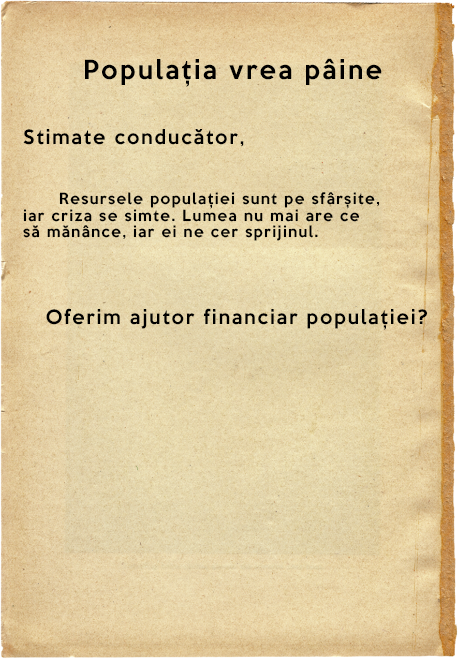 Populația vrea pâine
Stimate conducător,
Resursele populației sunt pe sfârșite,
iar criza se simte. Lumea nu mai are ce
să mănânce, iar ei ne cer sprijinul.
Oferim ajutor financiar populației?